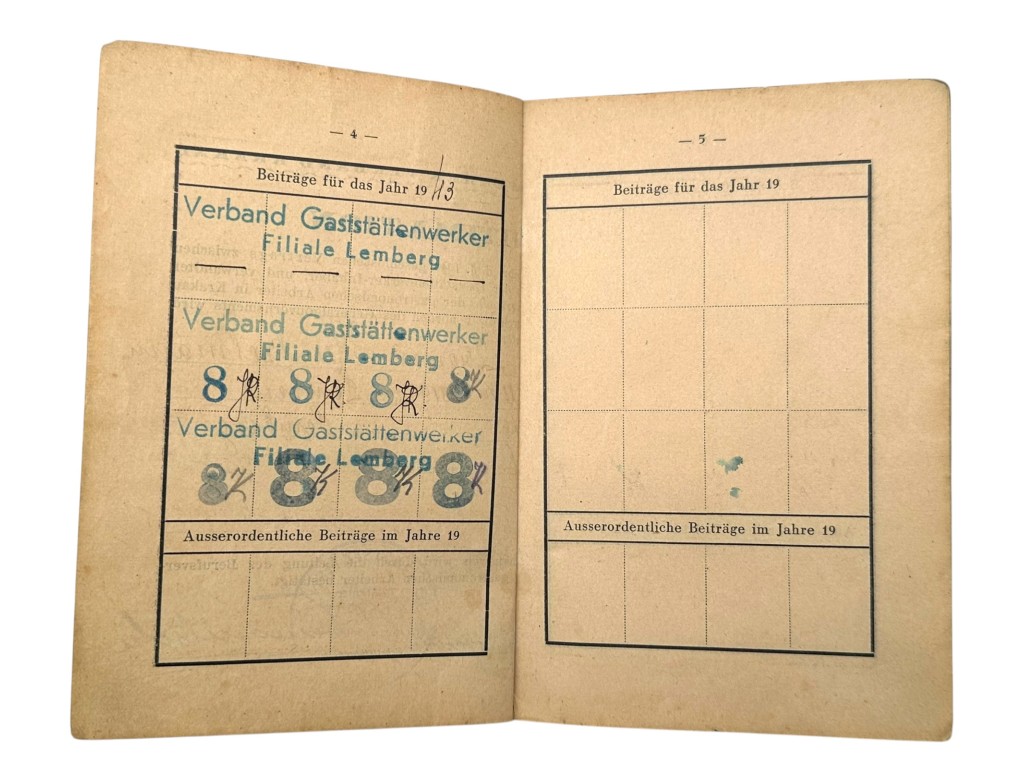 — 4 —
Beiträge für das Jahr 19 43
Verband Gaststättenwerker
Filiale Lemberg
— — — —
Verband Gaststättenwerker
Filiale Lemberg
8 8 8 8 K
Verband Gaststättenwerker
Filiale Lemberg
8 K 8 K 8 K 8 K
Ausserordentliche Beiträge im Jahre 19
— 5 —
Beiträge für das Jahr 19
Ausserordentliche Beiträge im Jahre 19